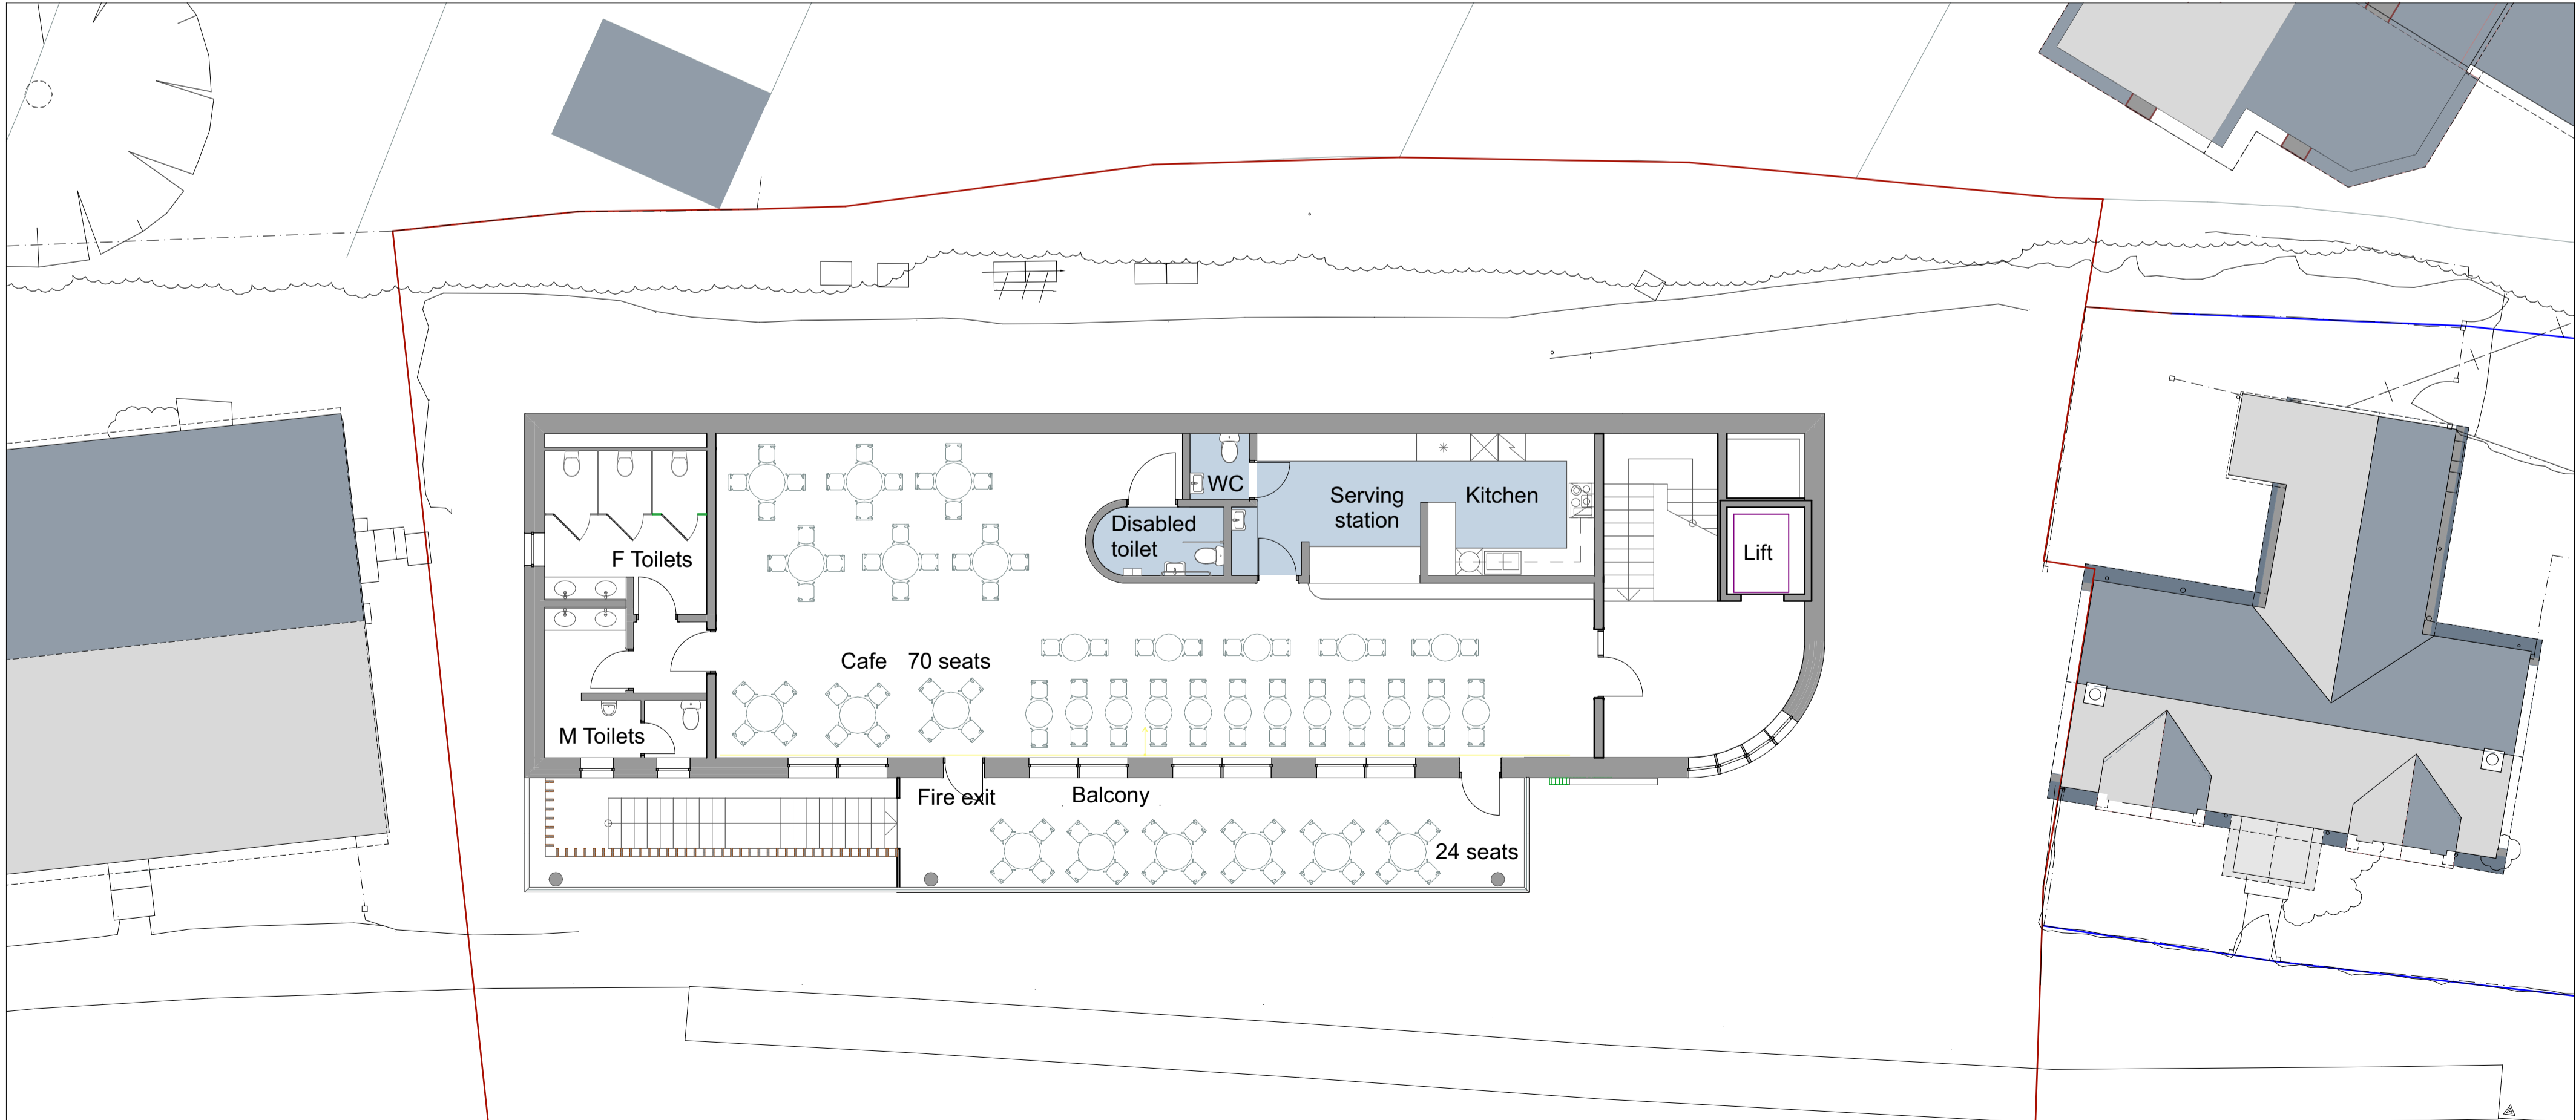 WC
Serving
station
Kitchen
Disabled
toilet
Lift
F Toilets
Cafe 70 seats
M Toilets
Fire exit
Balcony
24 seats